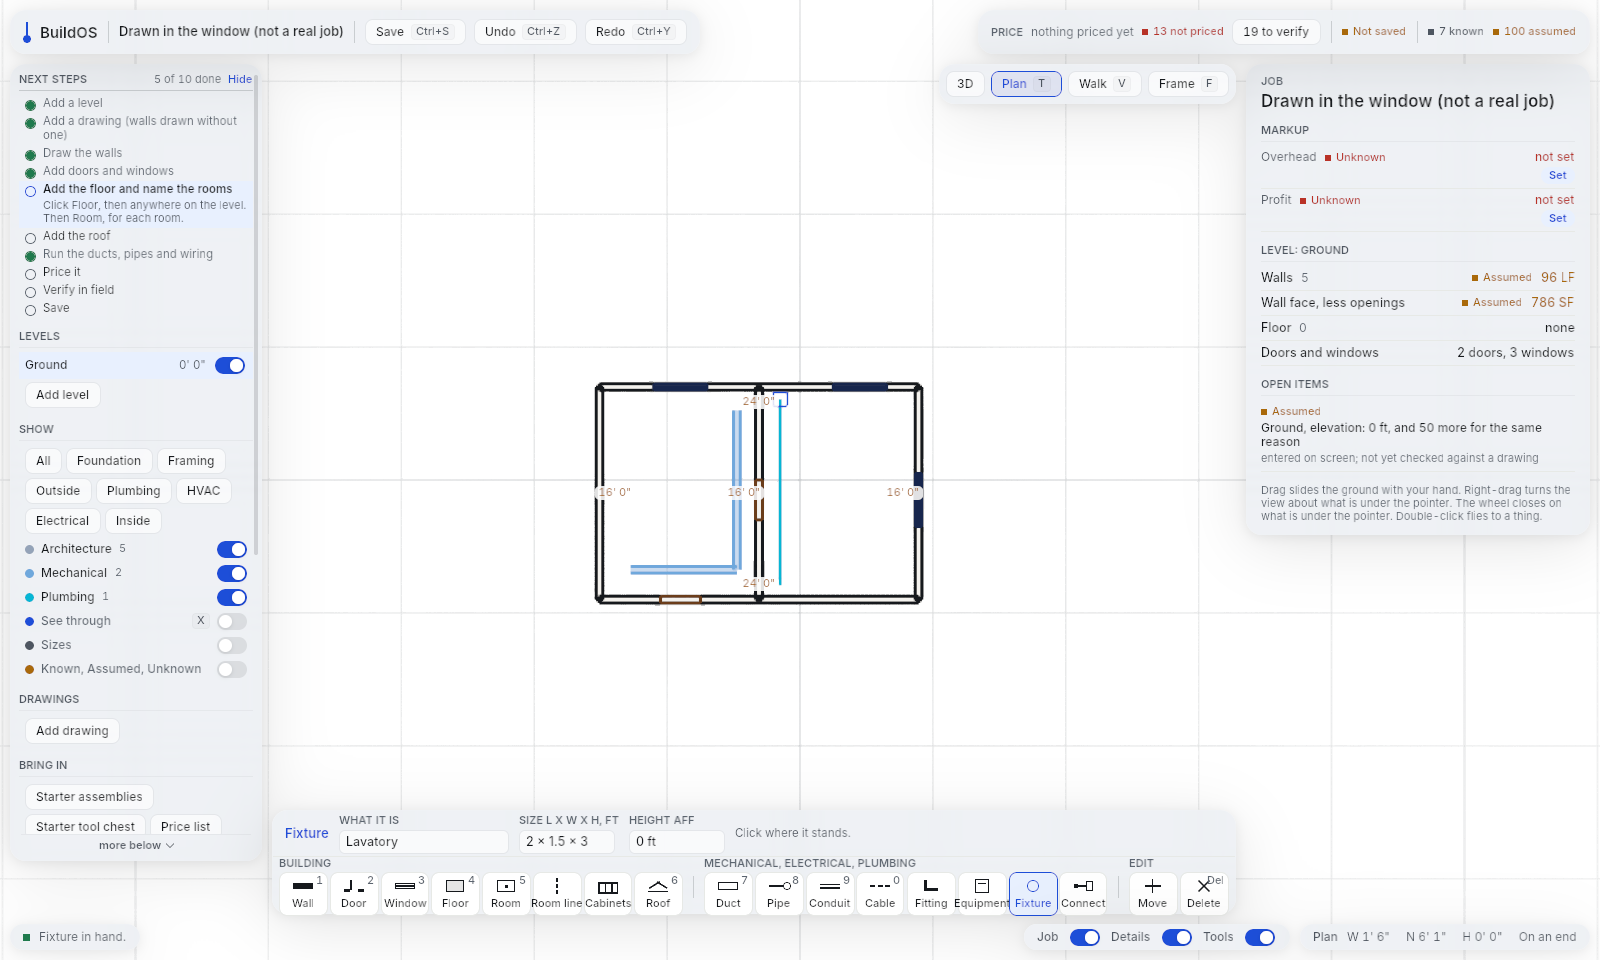 BuildOS
Drawn in the window (not a real job)
Save Ctrl+S
Undo Ctrl+Z
Redo Ctrl+Y
PRICE nothing priced yet
13 not priced
19 to verify
Not saved
7 known
100 assumed
NEXT STEPS 5 of 10 done Hide
Add a level
Add a drawing (walls drawn without
one)
Draw the walls
Add doors and windows
Add the floor and name the rooms
Click Floor, then anywhere on the level.
Then Room, for each room.
Add the roof
Run the ducts, pipes and wiring
Price it
Verify in field
Save
LEVELS
Ground 0' 0"
Add level
SHOW
All Foundation Framing
Outside Plumbing HVAC
Electrical Inside
Architecture 5
Mechanical 2
Plumbing 1
See through X
Sizes
Known, Assumed, Unknown
DRAWINGS
Add drawing
BRING IN
Starter assemblies
Starter tool chest Price list
more below
3D
Plan T
Walk V
Frame F
24' 0"
16' 0"
16' 0"
16' 0"
24' 0"
JOB
Drawn in the window (not a real job)
MARKUP
Overhead Unknown not set
Set
Profit Unknown not set
Set
LEVEL: GROUND
Walls 5 Assumed 96 LF
Wall face, less openings Assumed 786 SF
Floor 0 none
Doors and windows 2 doors, 3 windows
OPEN ITEMS
Assumed
Ground, elevation: 0 ft, and 50 more for the same
reason
entered on screen; not yet checked against a drawing
Drag slides the ground with your hand. Right-drag turns the
view about what is under the pointer. The wheel closes on
what is under the pointer. Double-click flies to a thing.
Fixture
WHAT IT IS
Lavatory
SIZE L X W X H, FT
2 × 1.5 × 3
HEIGHT AFF
0 ft
Click where it stands.
BUILDING
Wall 1
Door 2
Window 3
Floor 4
Room 5
Room line
Cabinets
Roof 6
MECHANICAL, ELECTRICAL, PLUMBING
Duct 7
Pipe 8
Conduit 9
Cable 0
Fitting
Equipment
Fixture
Connect
EDIT
Move
Delete Del
Fixture in hand.
Job
Details
Tools
Plan W 1' 6" N 6' 1" H 0' 0" On an end